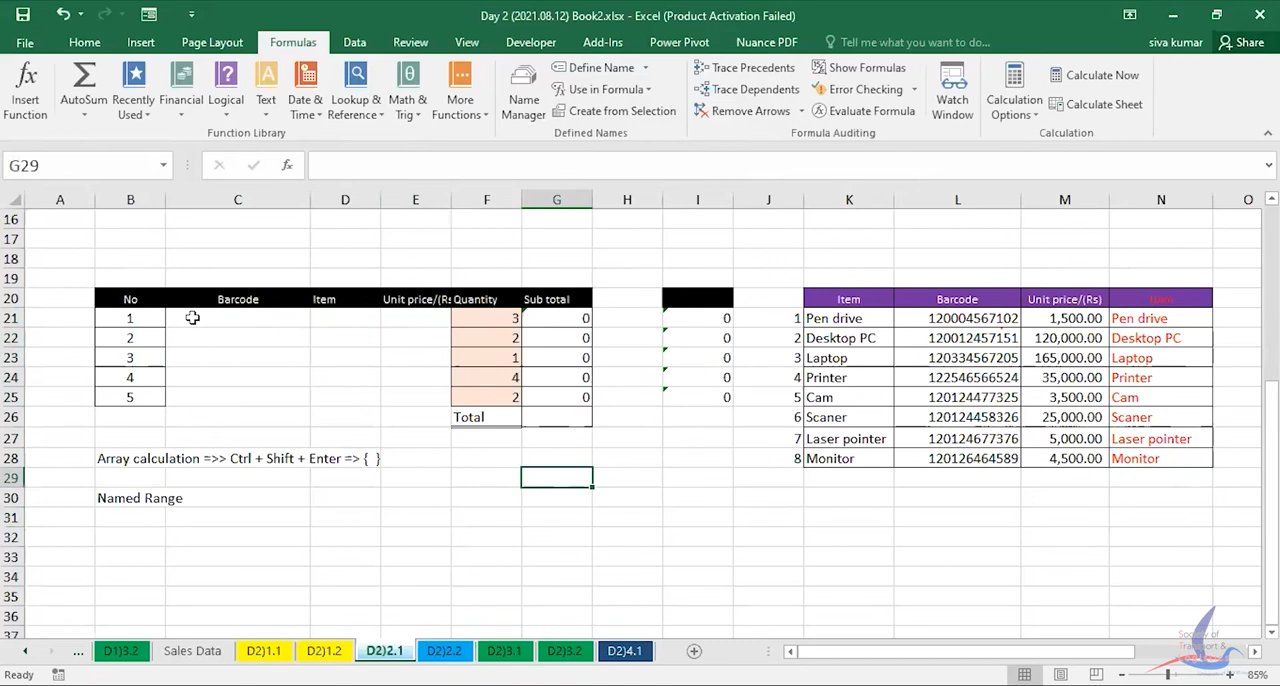 Day 2 (2021.08.12) Book2.xlsx - Excel (Product Activation Failed)
File Home Insert Page Layout Formulas Data Review View Developer Add-Ins Power Pivot Nuance PDF Tell me what you want to do... siva kumar Share
Insert Function
AutoSum
Recently Used
Financial
Logical
Text
Date & Time
Lookup & Reference
Math & Trig
More Functions
Function Library
Name Manager
Define Name
Use in Formula
Create from Selection
Defined Names
Trace Precedents
Trace Dependents
Remove Arrows
Show Formulas
Error Checking
Evaluate Formula
Formula Auditing
Watch Window
Calculation Options
Calculate Now
Calculate Sheet
Calculation
G29 fx
A B C D E F G H I J K L M N O
16
17
18
19
20 No Barcode Item Unit price/(Rs Quantity Sub total Item Barcode Unit price/(Rs) Item
21 1 3 0 0 1 Pen drive 120004567102 1,500.00 Pen drive
22 2 2 0 0 2 Desktop PC 120012457151 120,000.00 Desktop PC
23 3 1 0 0 3 Laptop 120334567205 165,000.00 Laptop
24 4 4 0 0 4 Printer 122546566524 35,000.00 Printer
25 5 2 0 0 5 Cam 120124477325 3,500.00 Cam
26 Total 6 Scaner 120124458326 25,000.00 Scaner
27 7 Laser pointer 120124677376 5,000.00 Laser pointer
28 Array calculation =>> Ctrl + Shift + Enter => { } 8 Monitor 120126464589 4,500.00 Monitor
29
30 Named Range
31
32
33
34
35
36
37
D1)3.2 Sales Data D2)1.1 D2)1.2 D2)2.1 D2)2.2 D2)3.1 D2)3.2 D2)4.1
Society of
Transport &
Ready 85%